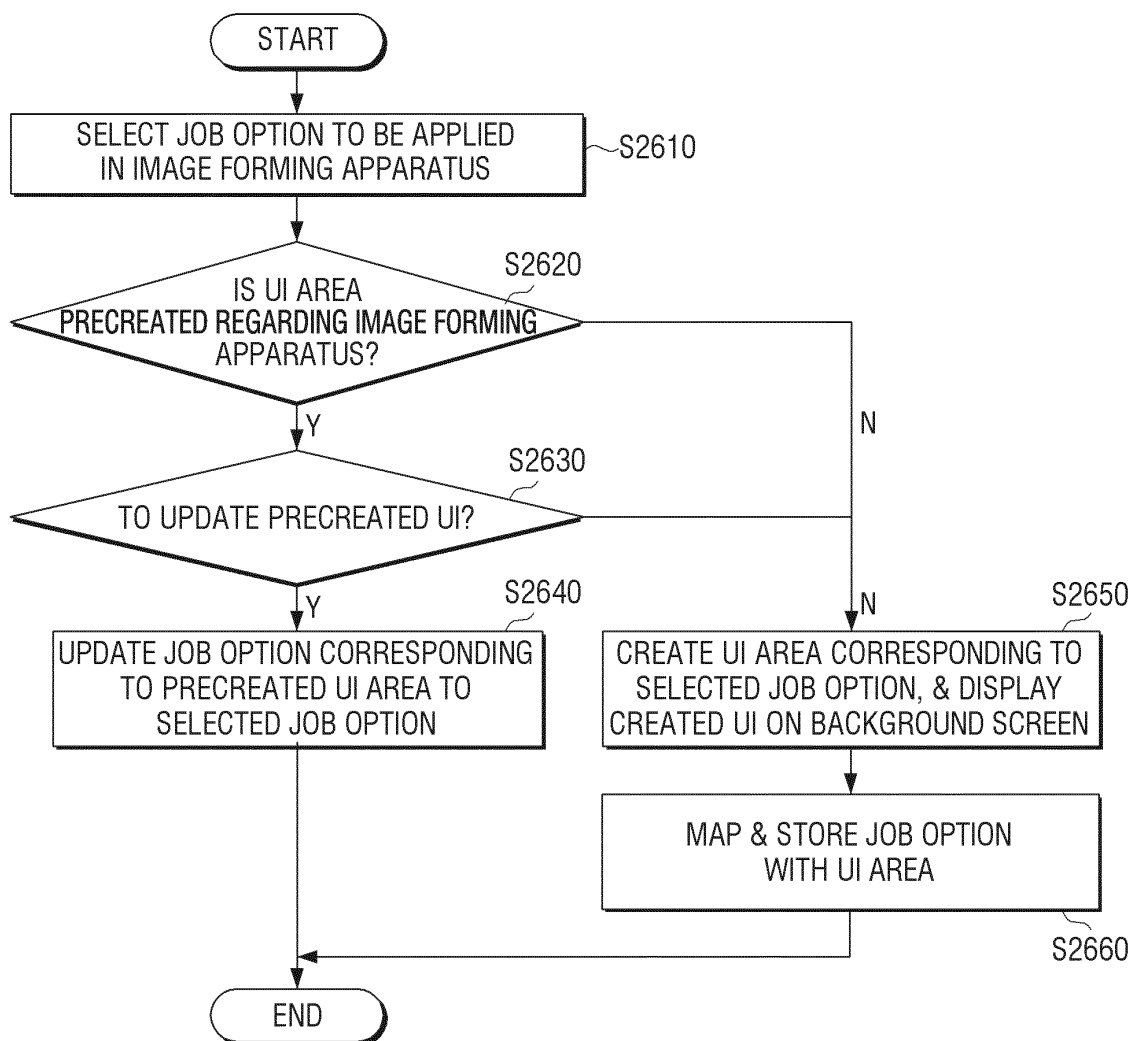 START
SELECT JOB OPTION TO BE APPLIED
IN IMAGE FORMING APPARATUS
S2610
S2620
IS UI AREA
PRECREATED REGARDING IMAGE FORMING
APPARATUS?
Y
N
S2630
TO UPDATE PRECREATED UI?
Y
N
S2640
UPDATE JOB OPTION CORRESPONDING
TO PRECREATED UI AREA TO
SELECTED JOB OPTION
S2650
CREATE UI AREA CORRESPONDING TO
SELECTED JOB OPTION, & DISPLAY
CREATED UI ON BACKGROUND SCREEN
MAP & STORE JOB OPTION
WITH UI AREA
S2660
END